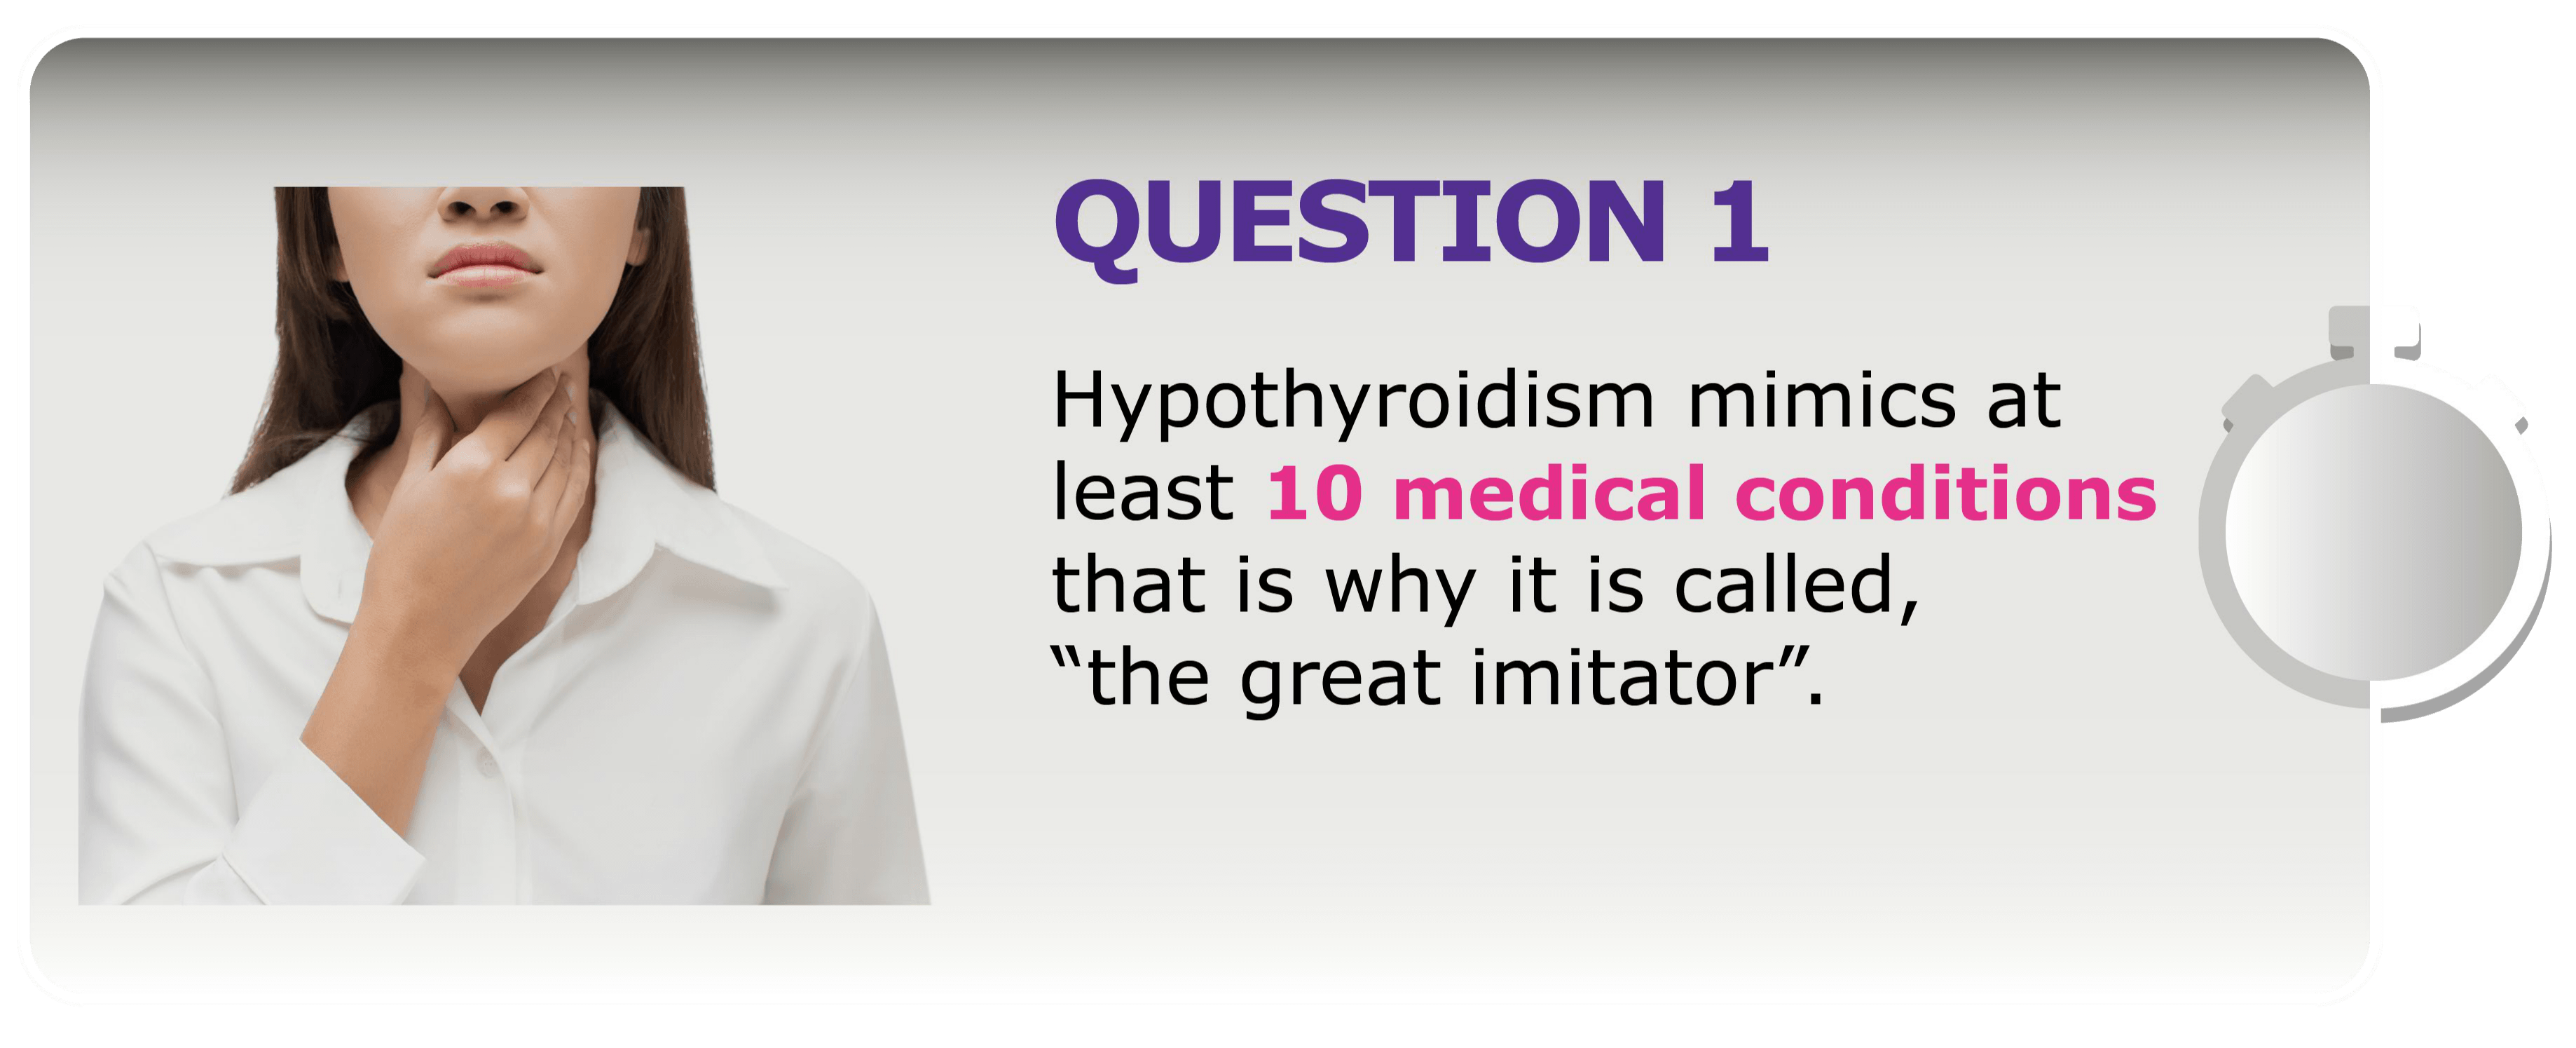 QUESTION 1
Hypothyroidism mimics at
least 10 medical conditions
that is why it is called,
“the great imitator”.